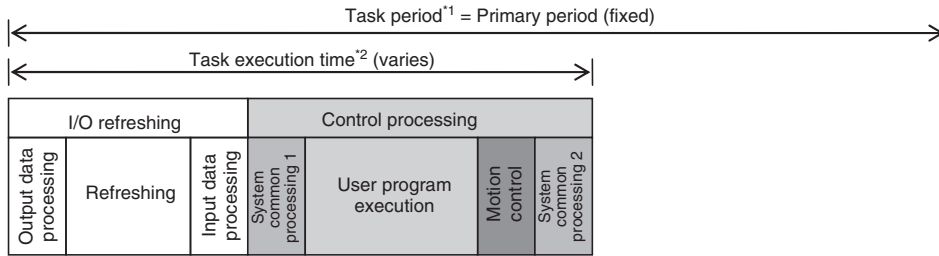 Task period*1 = Primary period (fixed)
Task execution time*2 (varies)
I/O refreshing
Control processing
Output data
processing
Refreshing
Input data
processing
System
common
processing 1
User program
execution
Motion
control
System
common
processing 2